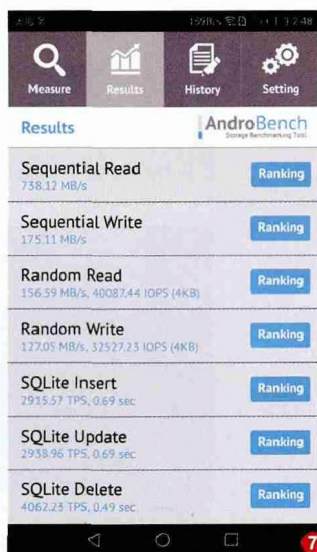 159B/s
12:48
Measure
Results
History
Setting
Results
AndroBench
Storage Benchmarking Tool
Sequential Read
Ranking
738.12 MB/s
Sequential Write
Ranking
175.11 MB/s
Random Read
Ranking
156.59 MB/s, 40087.44 IOPS (4KB)
Random Write
Ranking
127.05 MB/s, 32527.23 IOPS (4KB)
SQLite Insert
Ranking
2915.57 TPS, 0.69 sec
SQLite Update
Ranking
2938.96 TPS, 0.69 sec
SQLite Delete
Ranking
4062.23 TPS, 0.49 sec
7